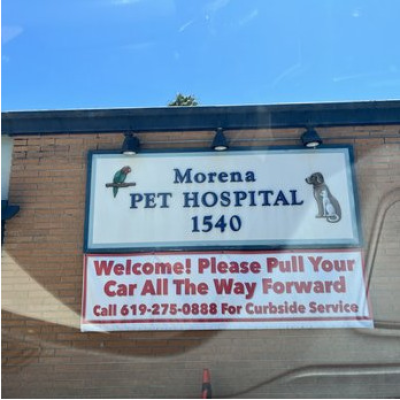 Morena
PET HOSPITAL
1540
Welcome! Please Pull Your
Car All The Way Forward
Call 619-275-0888 For Curbside Service